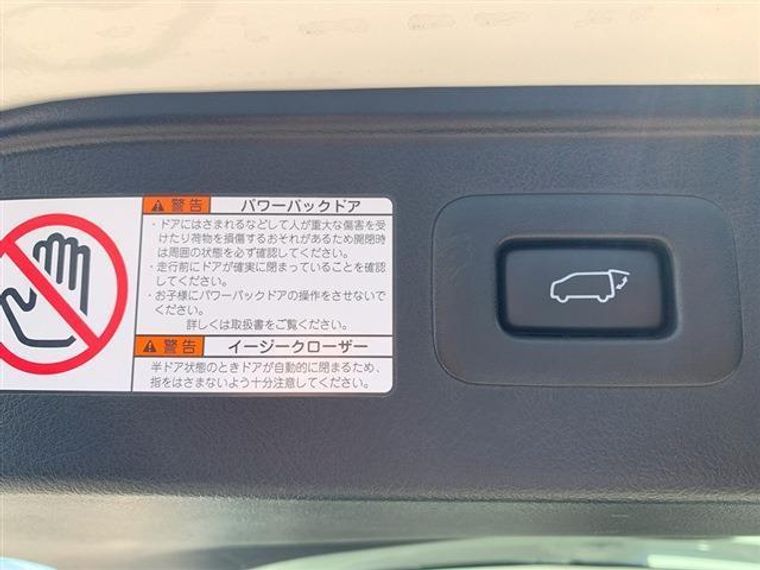 警告 パワーバックドア
・ドアにはさまれるなどして人が重大な傷害を受
けたり荷物を損傷するおそれがあるため開閉時
は周囲の状態を必ず確認してください。
・走行前にドアが確実に閉まっていることを確認
してください。
・お子様にパワーバックドアの操作をさせないで
ください。
詳しくは取扱書をご覧ください。
警告 イージークローザー
半ドア状態のときドアが自動的に閉まるため、
指をはさまないよう十分注意してください。